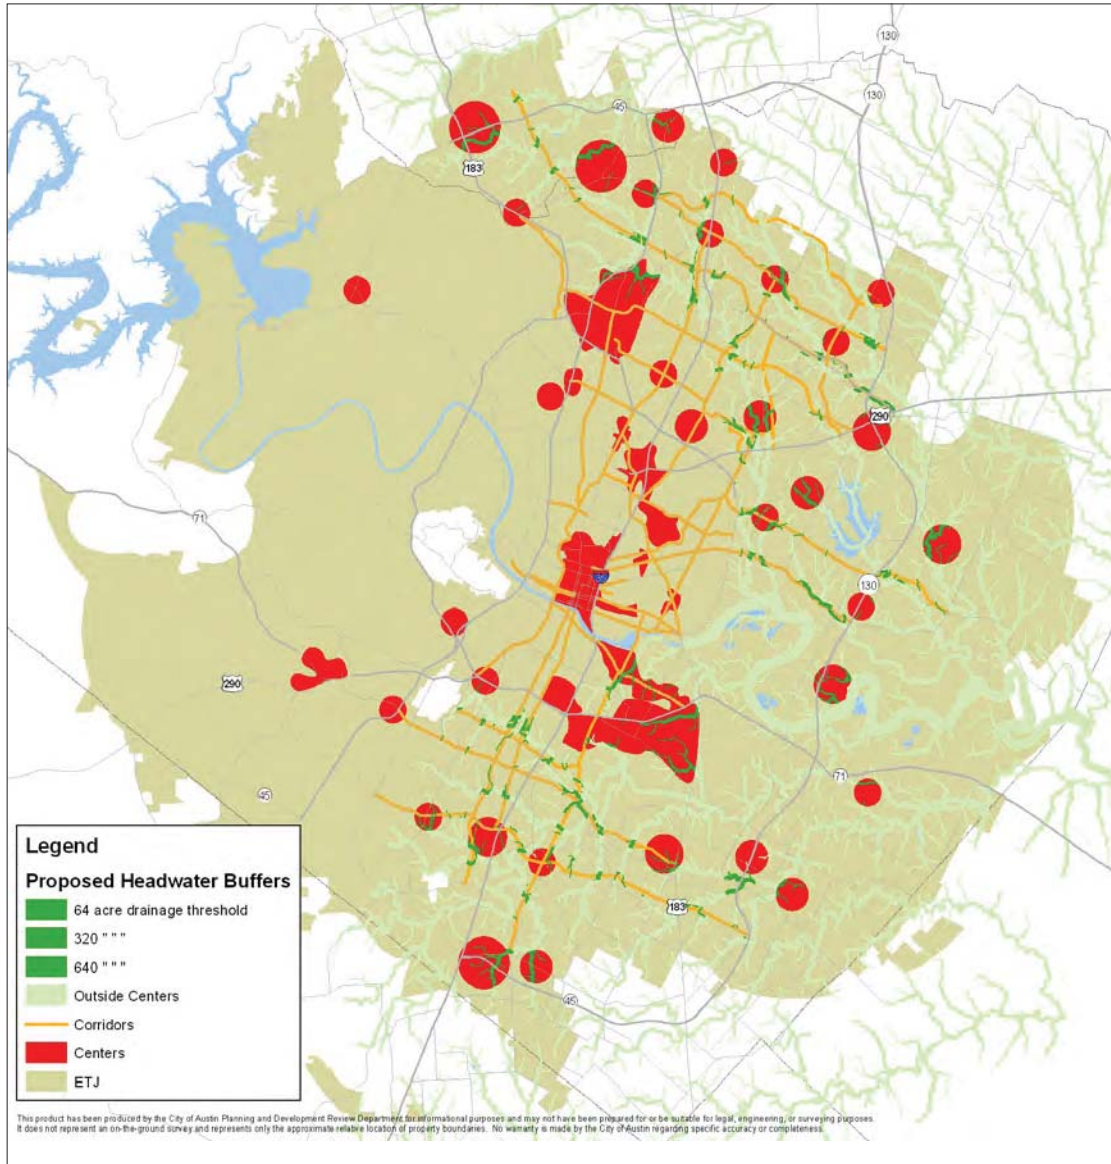 130
130
45
183
290
71
35
130
290
71
45
183
45
Legend
Proposed Headwater Buffers
64 acre drainage threshold
320 " " "
640 " " "
Outside Centers
Corridors
Centers
ETJ
This product has been produced by the City of Austin Planning and Development Review Department for informational purposes and may not have been prepared for or be suitable for legal, engineering, or surveying purposes.
It does not represent an on-the-ground survey and represents only the approximate relative location of property boundaries. No warranty is made by the City of Austin regarding specific accuracy or completeness.